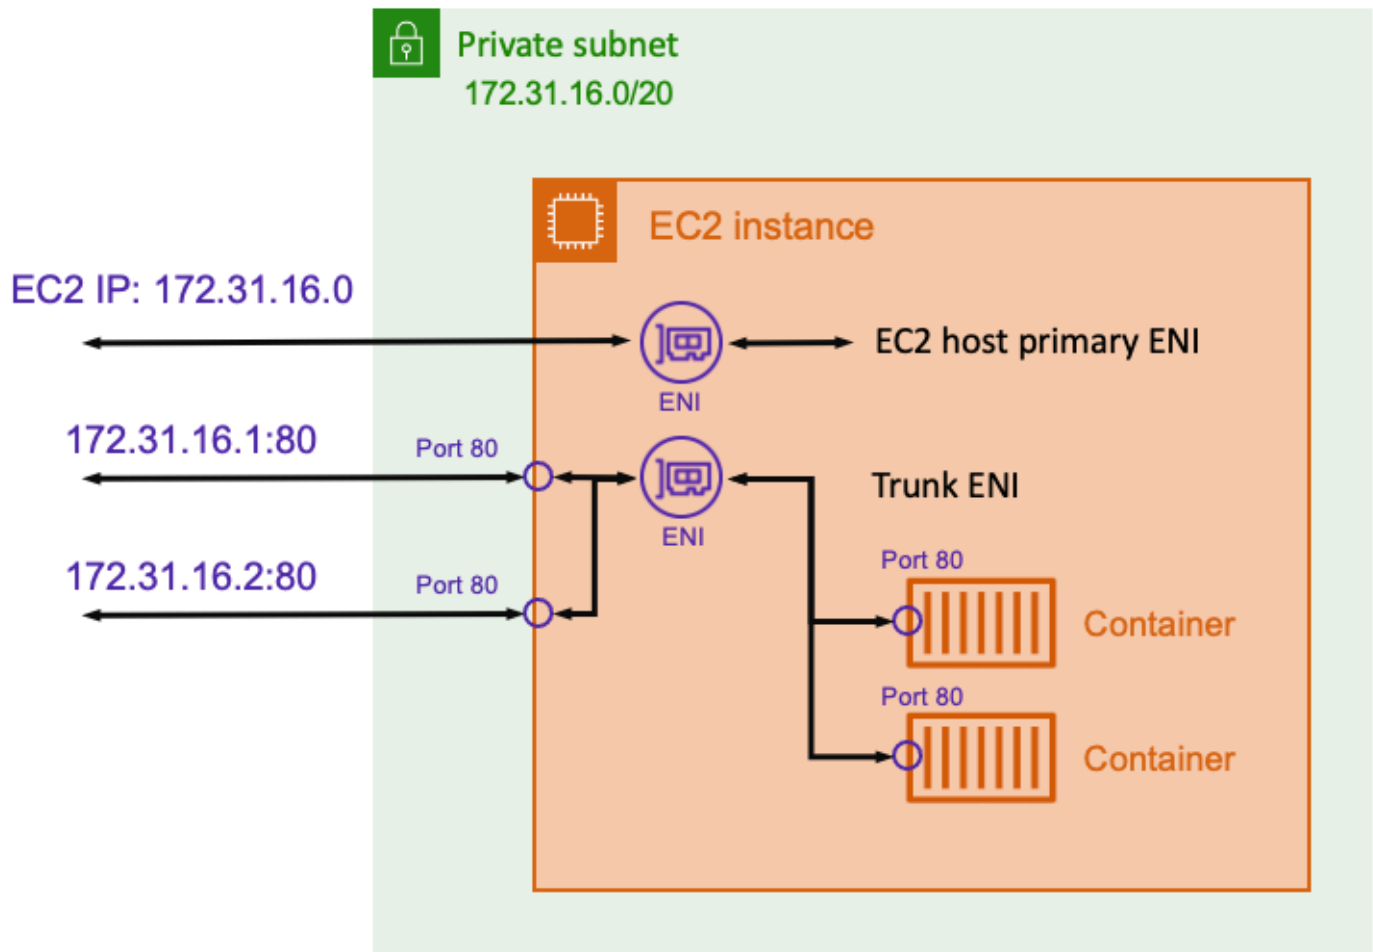 Private subnet
172.31.16.0/20
EC2 instance
EC2 IP: 172.31.16.0
EC2 host primary ENI
ENI
172.31.16.1:80
Port 80
Trunk ENI
ENI
Port 80
172.31.16.2:80
Port 80
Container
Port 80
Container